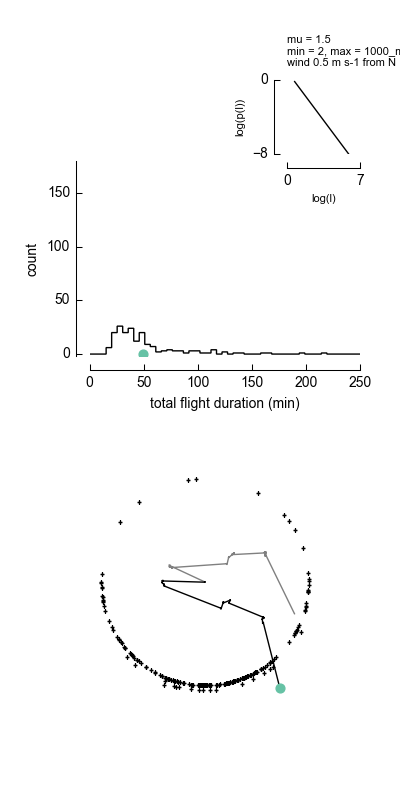 mu = 1.5
min = 2, max = 1000_m
wind 0.5 m s-1 from N
0
log(p(l))
−8
0 7
log(l)
150
100
count
50
0
0 50 100 150 200 250
total flight duration (min)